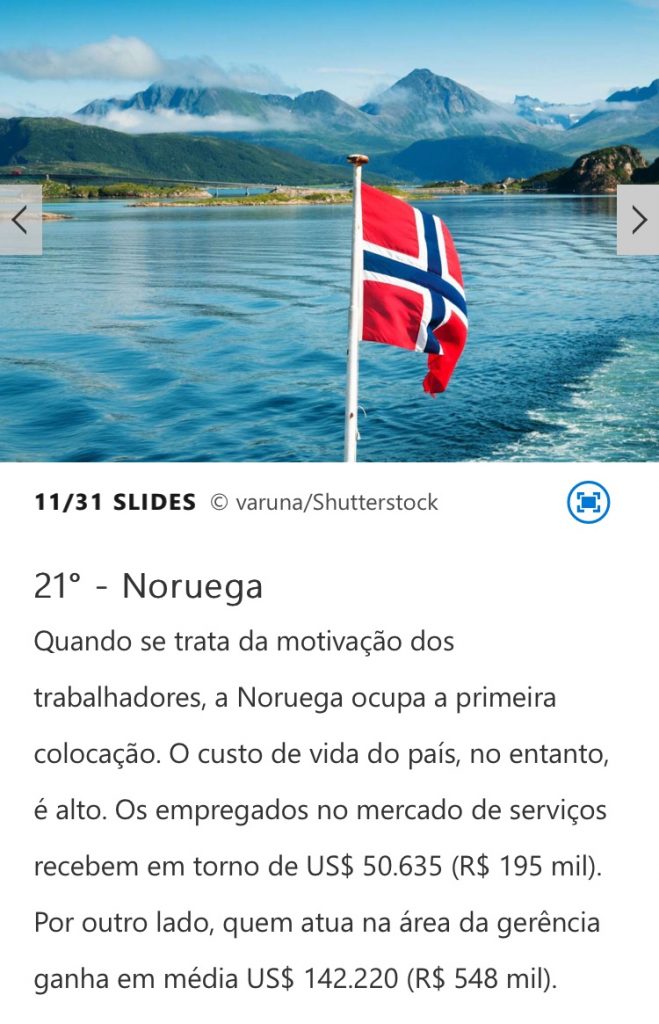 11/31 SLIDES © varuna/Shutterstock
21° - Noruega
Quando se trata da motivação dos
trabalhadores, a Noruega ocupa a primeira
colocação. O custo de vida do país, no entanto,
é alto. Os empregados no mercado de serviços
recebem em torno de US$ 50.635 (R$ 195 mil).
Por outro lado, quem atua na área da gerência
ganha em média US$ 142.220 (R$ 548 mil).